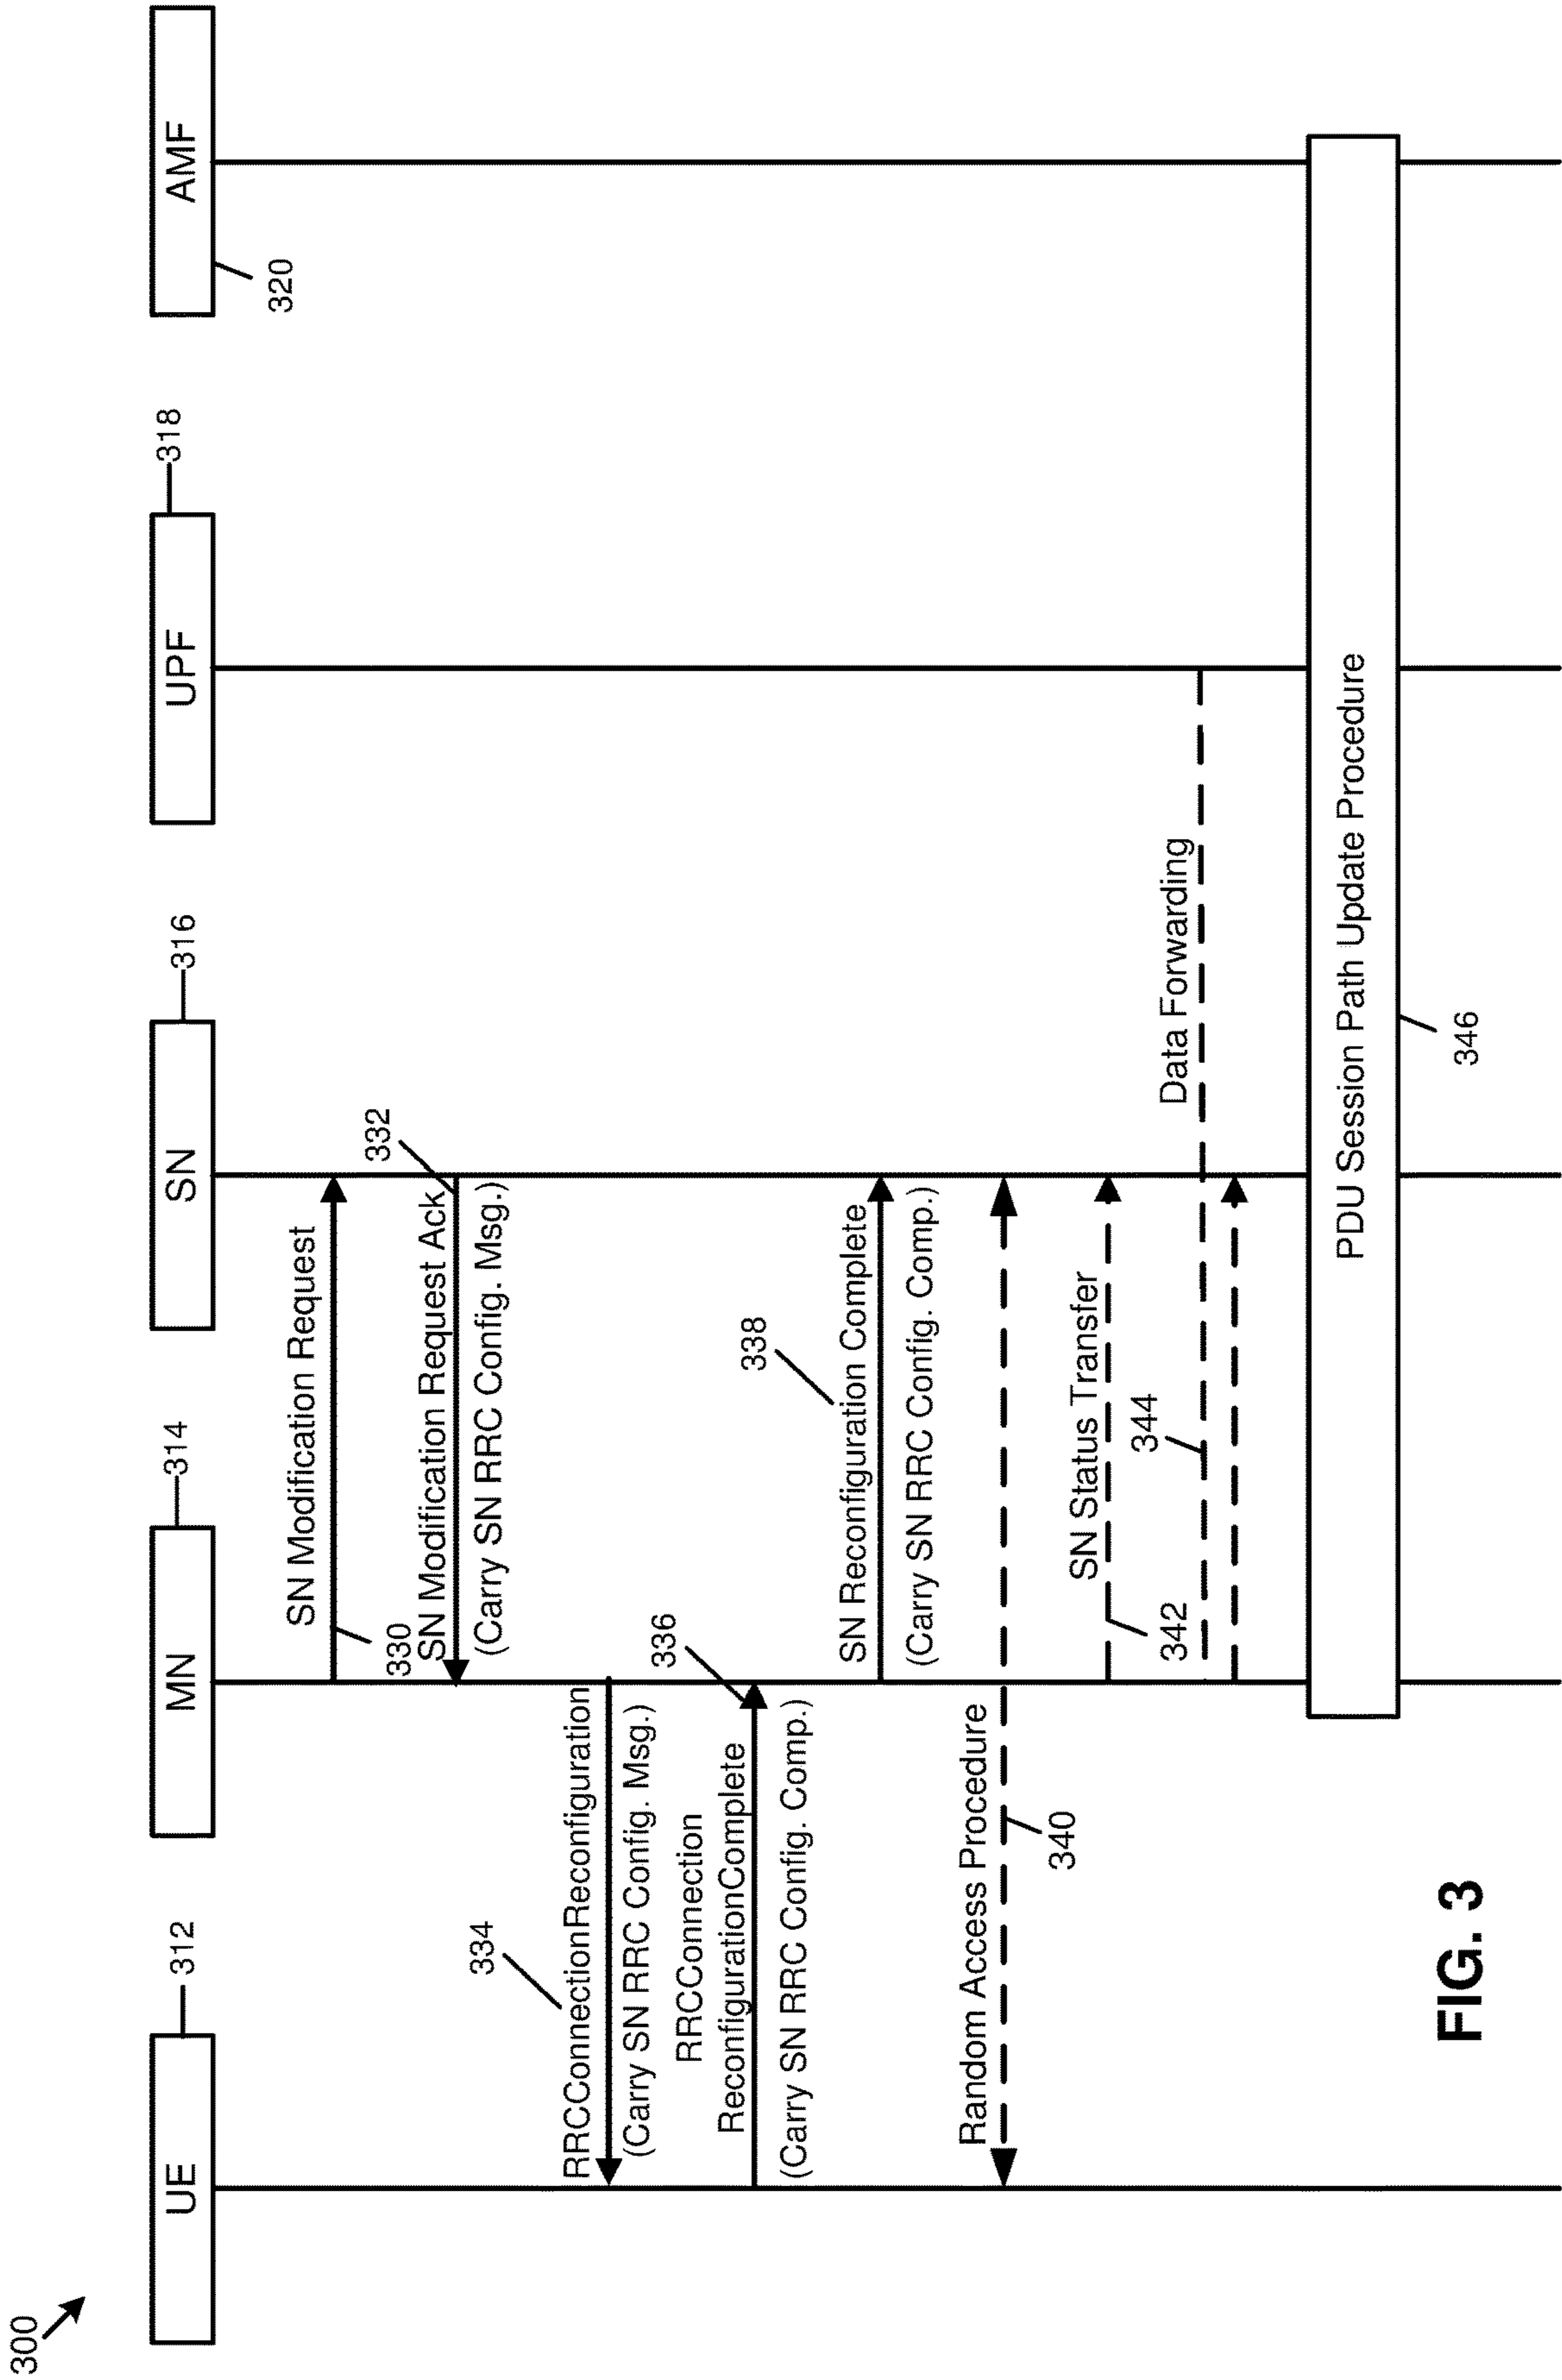 300
UE
312
MN
314
SN
316
UPF
318
AMF
320
SN Modification Request
330
332
SN Modification Request Ack
(Carry SN RRC Config. Msg.)
334
RRCConnectionReconfiguration
(Carry SN RRC Config. Msg.)
336
RRCConnection
ReconfigurationComplete
(Carry SN RRC Config. Comp.)
338
SN Reconfiguration Complete
(Carry SN RRC Config. Comp.)
Random Access Procedure
340
SN Status Transfer
342
344
Data Forwarding
PDU Session Path Update Procedure
346
FIG. 3